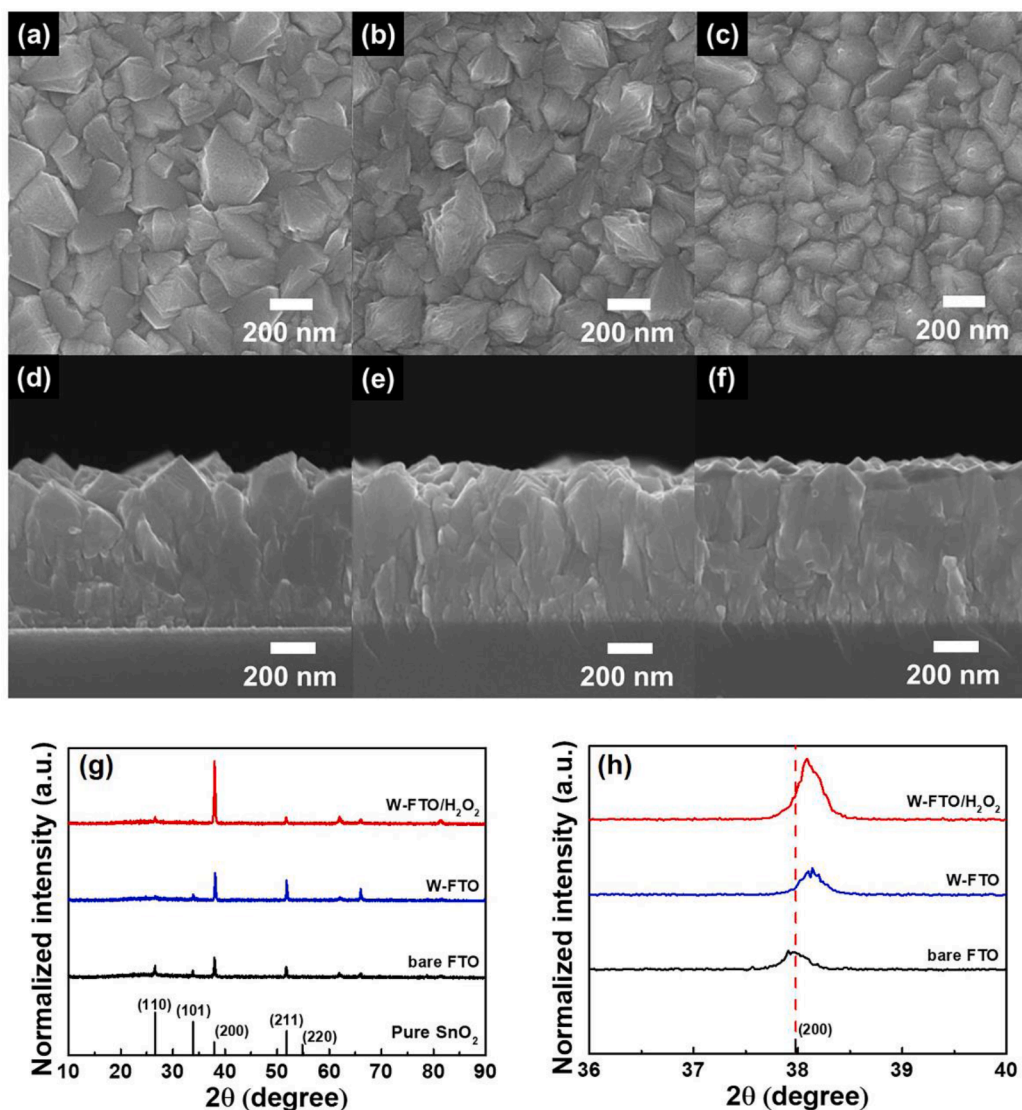 (a)
(b)
(c)
200 nm
200 nm
200 nm
(d)
(e)
(f)
200 nm
200 nm
200 nm
Normalized intensity (a.u.)
(g)
W-FTO/H₂O₂
W-FTO
bare FTO
(110)
(101)
(200)
(211)
(220)
Pure SnO₂
10 20 30 40 50 60 70 80 90
2θ (degree)
Normalized intensity (a.u.)
(h)
W-FTO/H₂O₂
W-FTO
bare FTO
(200)
36 37 38 39 40
2θ (degree)